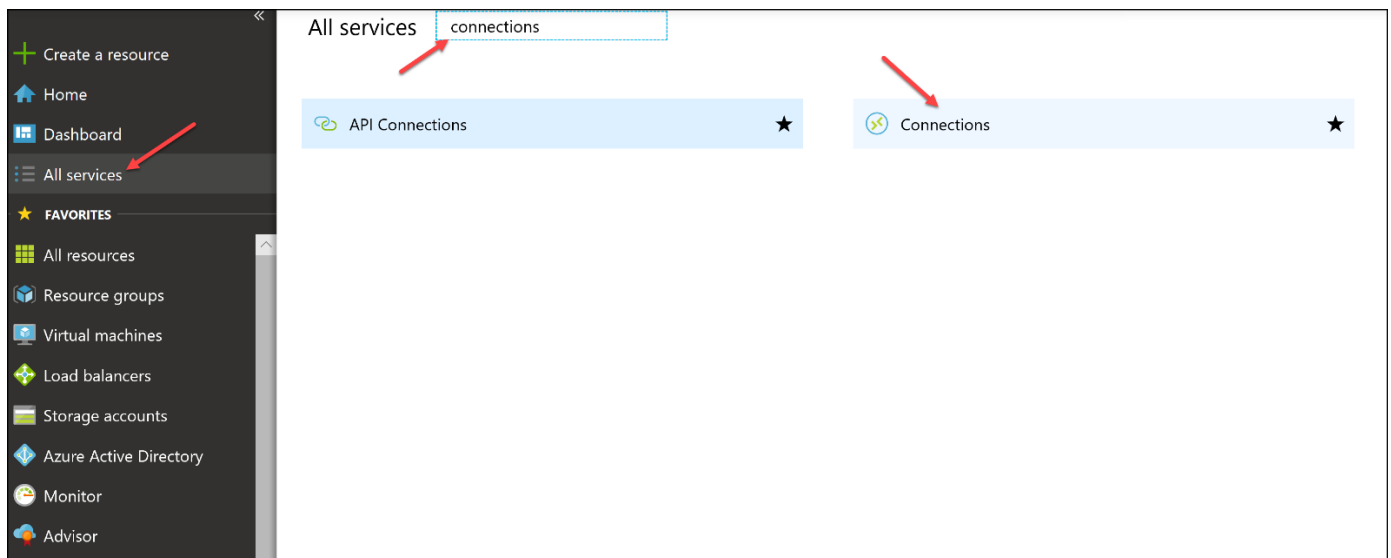 «
Create a resource
Home
Dashboard
All services
FAVORITES
All resources
Resource groups
Virtual machines
Load balancers
Storage accounts
Azure Active Directory
Monitor
Advisor
All services connections
API Connections
Connections